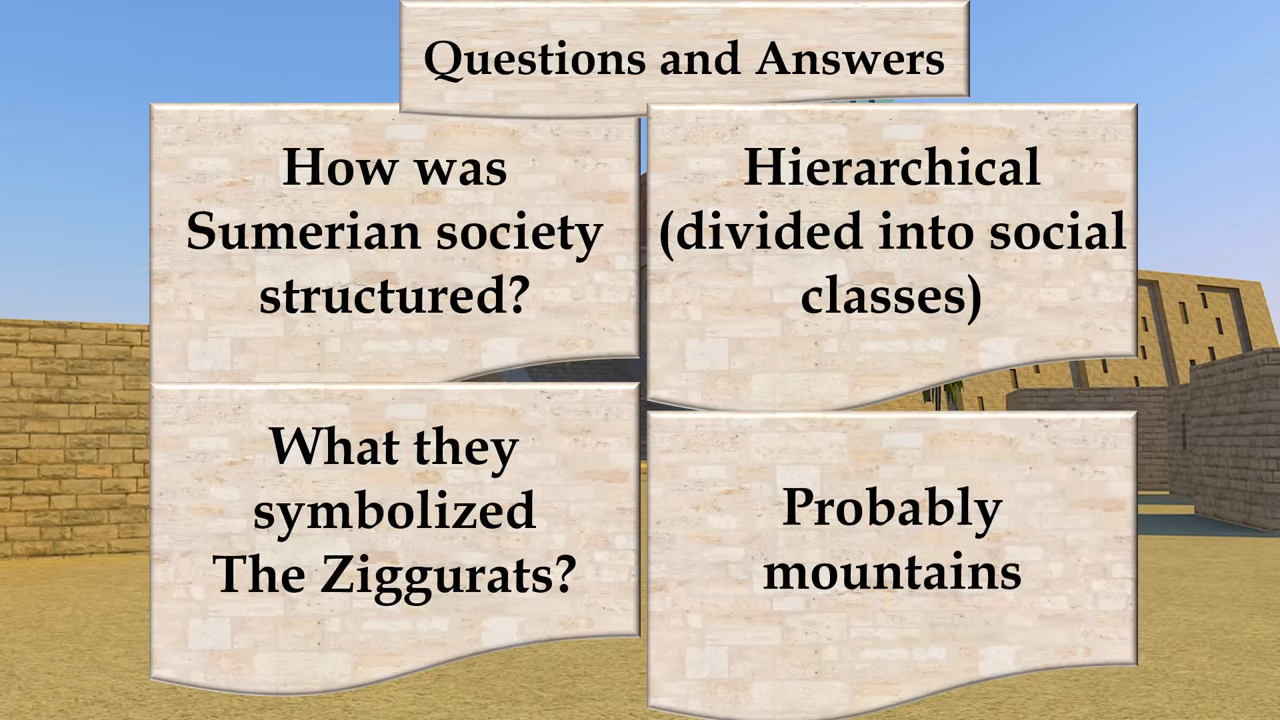 Questions and Answers
How was
Sumerian society
structured?
Hierarchical
(divided into social
classes)
What they
symbolized
The Ziggurats?
Probably
mountains